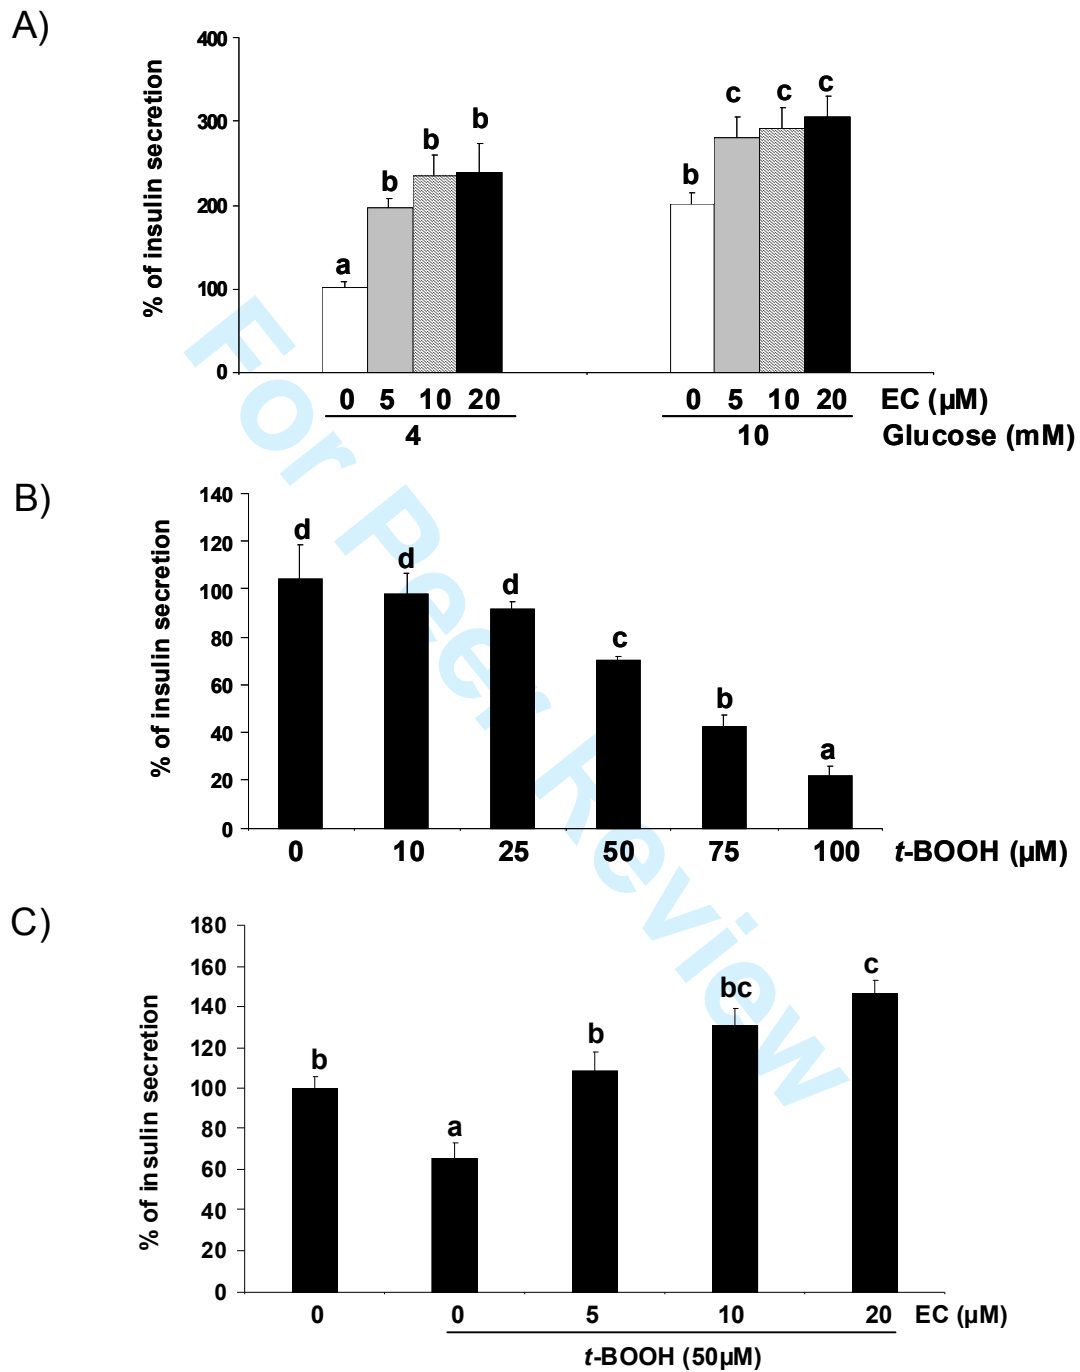 A)
% of insulin secretion
400
300
200
100
0
a
b
b
b
b
c
c
c
0 5 10 20 0 5 10 20 EC (µM)
4 10 Glucose (mM)
B)
% of insulin secretion
140
120
100
80
60
40
20
0
d
d
d
c
b
a
0 10 25 50 75 100 t-BOOH (µM)
C)
% of insulin secretion
180
160
140
120
100
80
60
40
20
0
b
a
b
bc
c
0 0 5 10 20 EC (µM)
t-BOOH (50µM)
For Peer Review